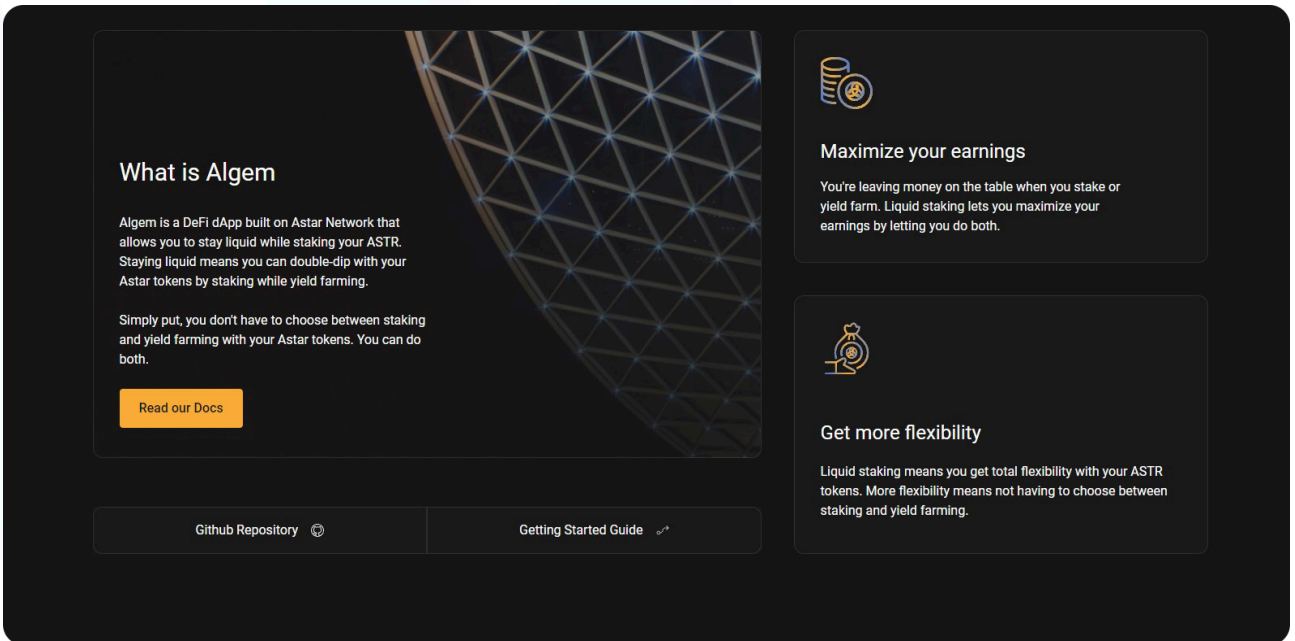 What is Algem
Algem is a DeFi dApp built on Astar Network that
allows you to stay liquid while staking your ASTR.
Staying liquid means you can double-dip with your
Astar tokens by staking while yield farming.
Simply put, you don't have to choose between staking
and yield farming with your Astar tokens. You can do
both.
Read our Docs
Github Repository
Getting Started Guide
Maximize your earnings
You're leaving money on the table when you stake or
yield farm. Liquid staking lets you maximize your
earnings by letting you do both.
Get more flexibility
Liquid staking means you get total flexibility with your ASTR
tokens. More flexibility means not having to choose between
staking and yield farming.